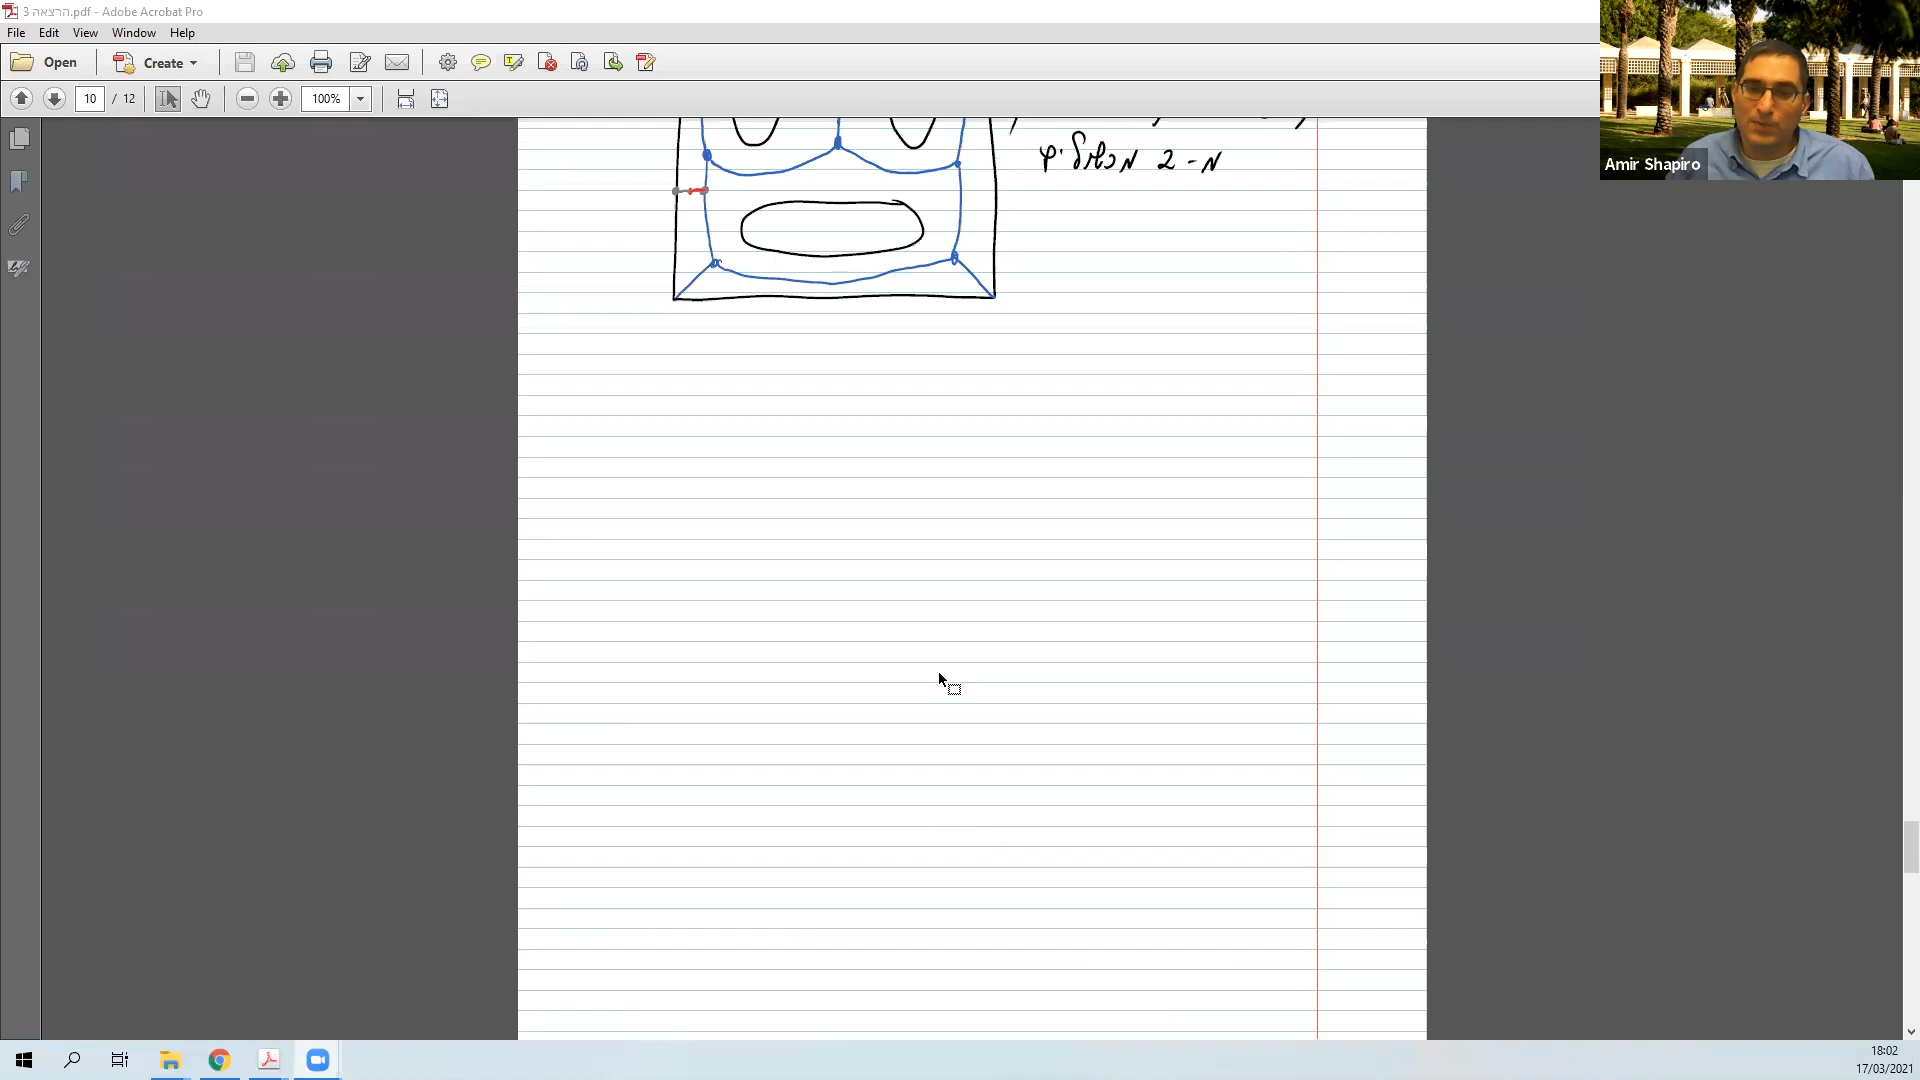 הרצאה 3.pdf - Adobe Acrobat Pro
File Edit View Window Help
Open Create
10 / 12 100%
מ- 2 מכשולים
Amir Shapiro
18:02
17/03/2021